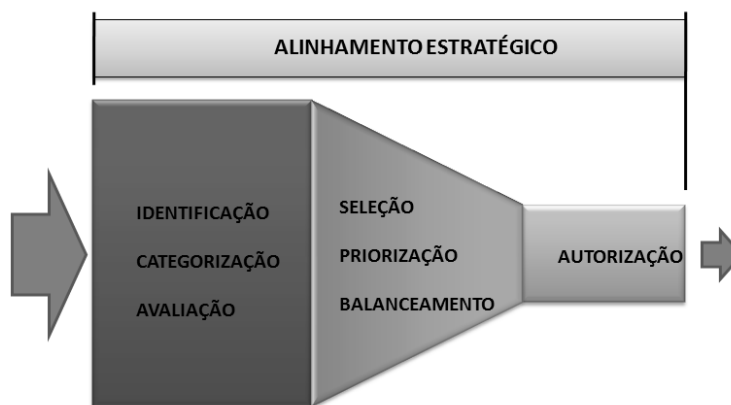 ALINHAMENTO ESTRATÉGICO
IDENTIFICAÇÃO
CATEGORIZAÇÃO
AVALIAÇÃO
SELEÇÃO
PRIORIZAÇÃO
BALANCEAMENTO
AUTORIZAÇÃO